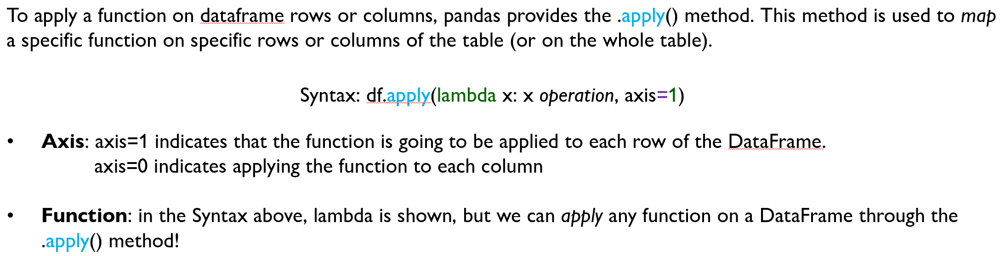 To apply a function on dataframe rows or columns, pandas provides the .apply() method. This method is used to map
a specific function on specific rows or columns of the table (or on the whole table).
Syntax: df.apply(lambda x: x operation, axis=1)
• Axis: axis=1 indicates that the function is going to be applied to each row of the DataFrame.
axis=0 indicates applying the function to each column
• Function: in the Syntax above, lambda is shown, but we can apply any function on a DataFrame through the
.apply() method!